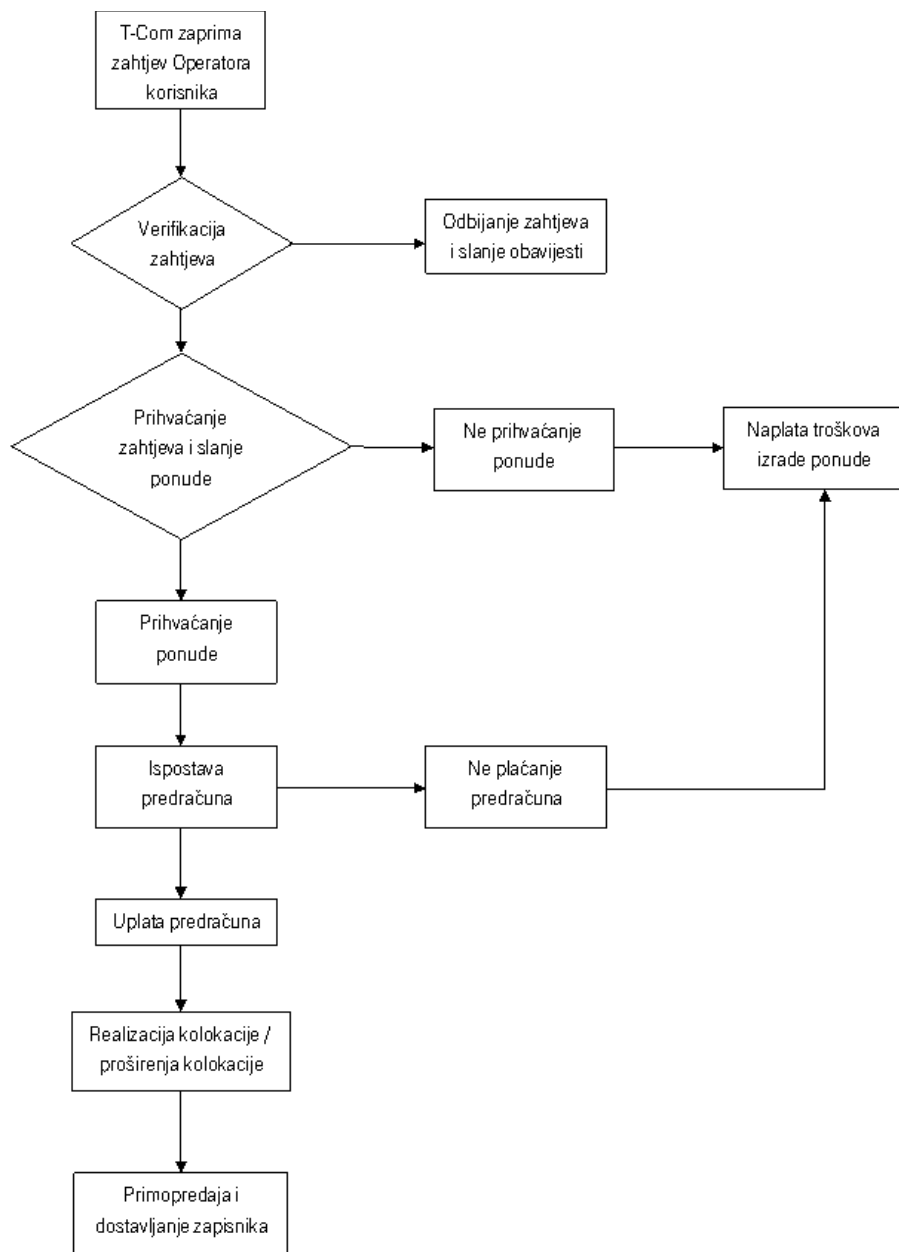 T-Com zaprima
zahtjev Operatora
korisnika
Verifikacija
zahtjeva
Odbijanje zahtjeva
i slanje obavijesti
Prihvaćanje
zahtjeva i slanje
ponude
Ne prihvaćanje
ponude
Naplata troškova
izrade ponude
Prihvaćanje
ponude
Ispostava
predračuna
Ne plaćanje
predračuna
Uplata predračuna
Realizacija kolokacije /
proširenja kolokacije
Primopredaja i
dostavljanje zapisnika